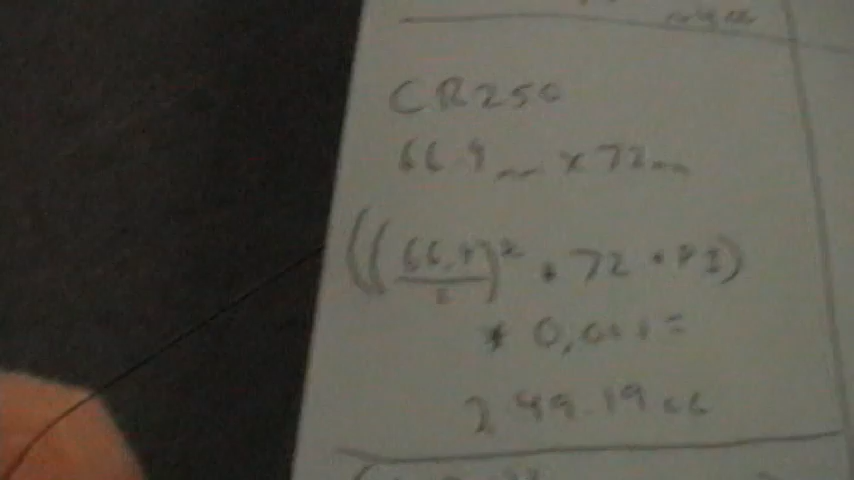 CR250
66.4mm x 72mm
((66.4/2)² * 72 * PI)
* 0,001=
249.19cc